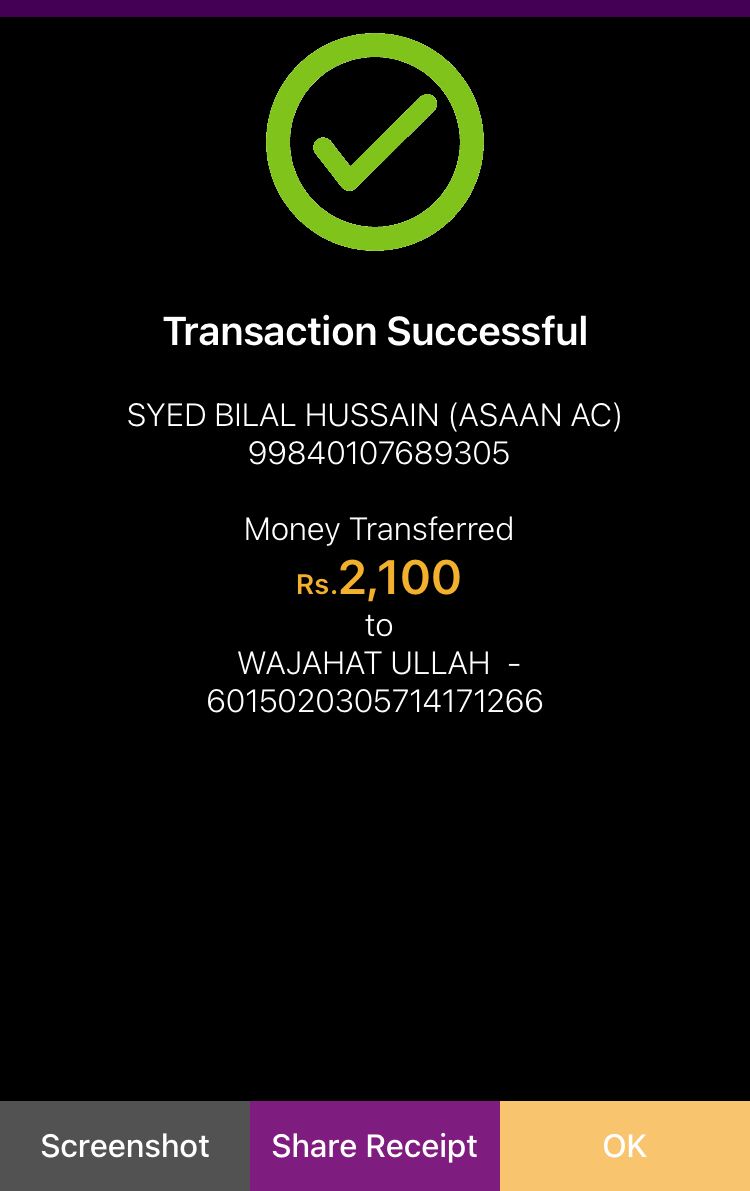 Transaction Successful
SYED BILAL HUSSAIN (ASAAN AC)
99840107689305
Money Transferred
Rs.2,100
to
WAJAHAT ULLAH -
6015020305714171266
Screenshot
Share Receipt
OK